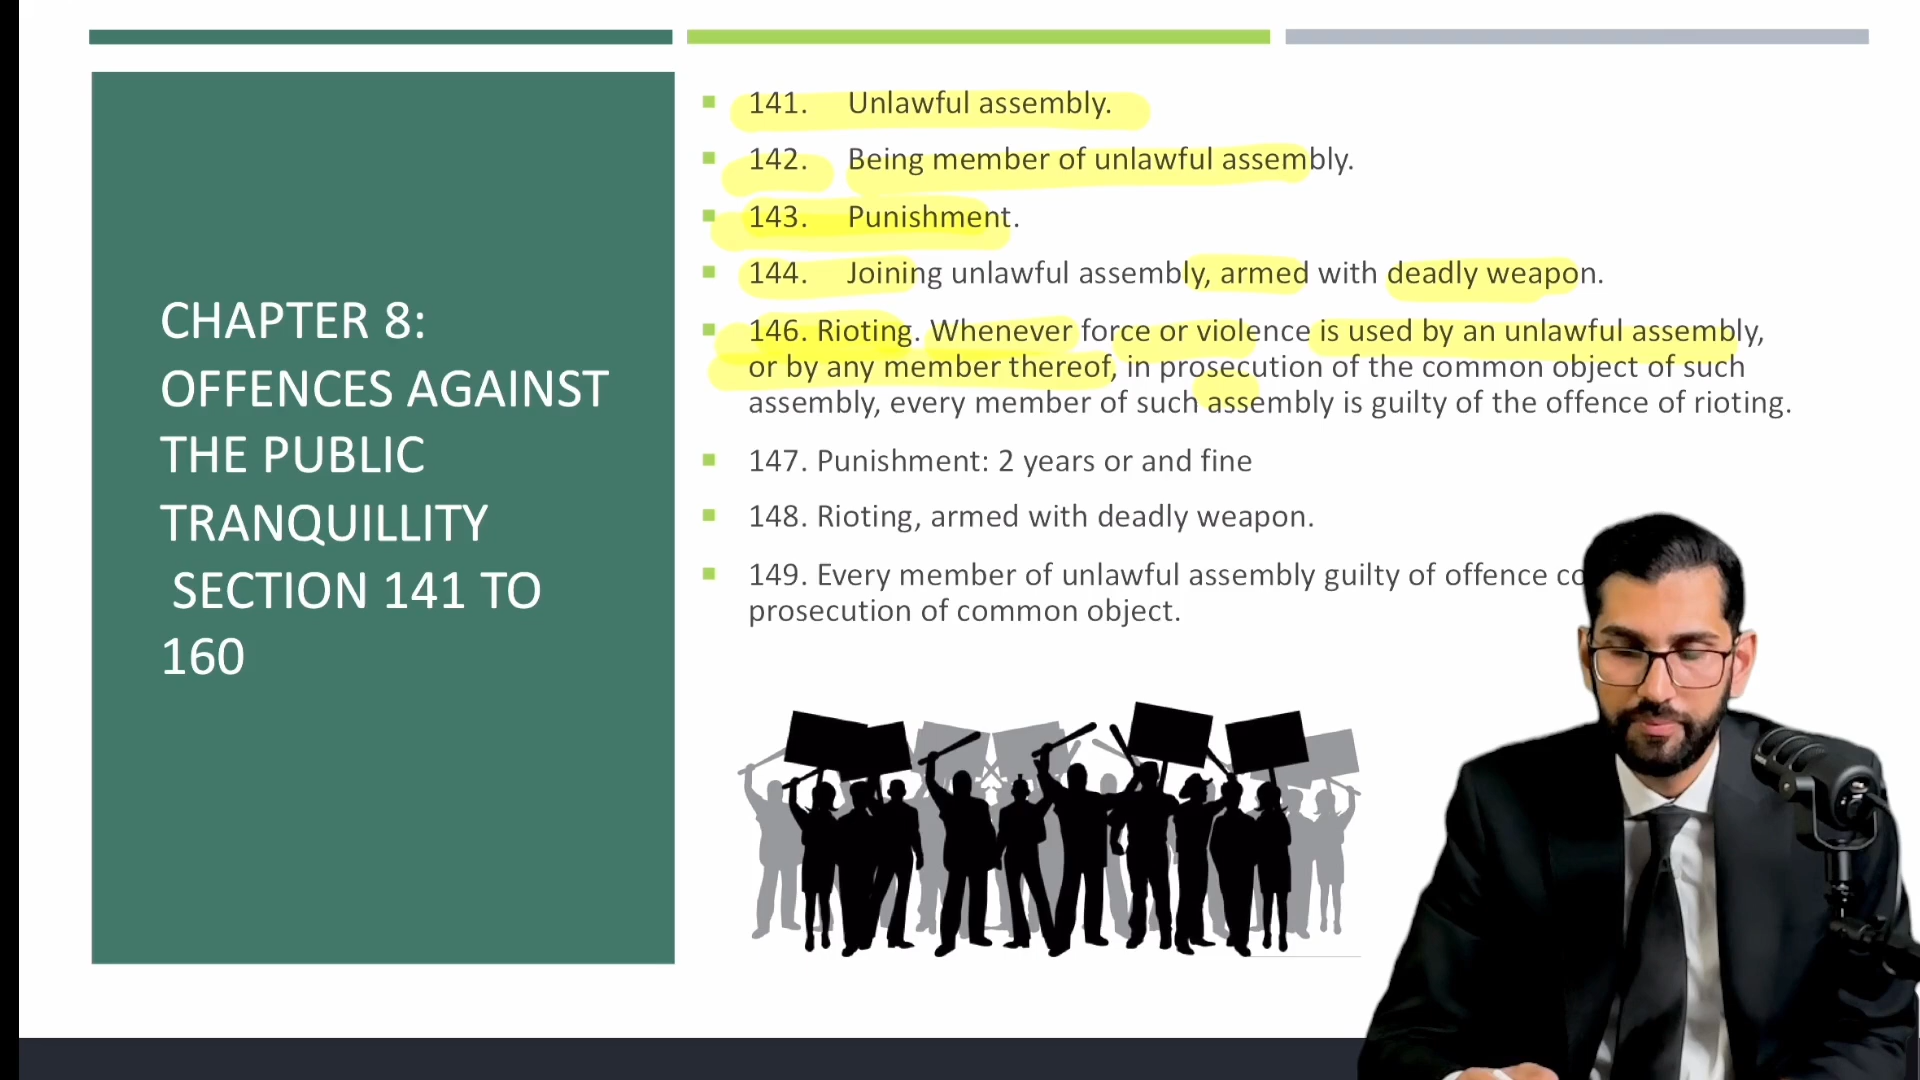 CHAPTER 8:
OFFENCES AGAINST
THE PUBLIC
TRANQUILLITY
SECTION 141 TO
160
141. Unlawful assembly.
142. Being member of unlawful assembly.
143. Punishment.
144. Joining unlawful assembly, armed with deadly weapon.
146. Rioting. Whenever force or violence is used by an unlawful assembly,
or by any member thereof, in prosecution of the common object of such
assembly, every member of such assembly is guilty of the offence of rioting.
147. Punishment: 2 years or and fine
148. Rioting, armed with deadly weapon.
149. Every member of unlawful assembly guilty of offence
prosecution of common object.